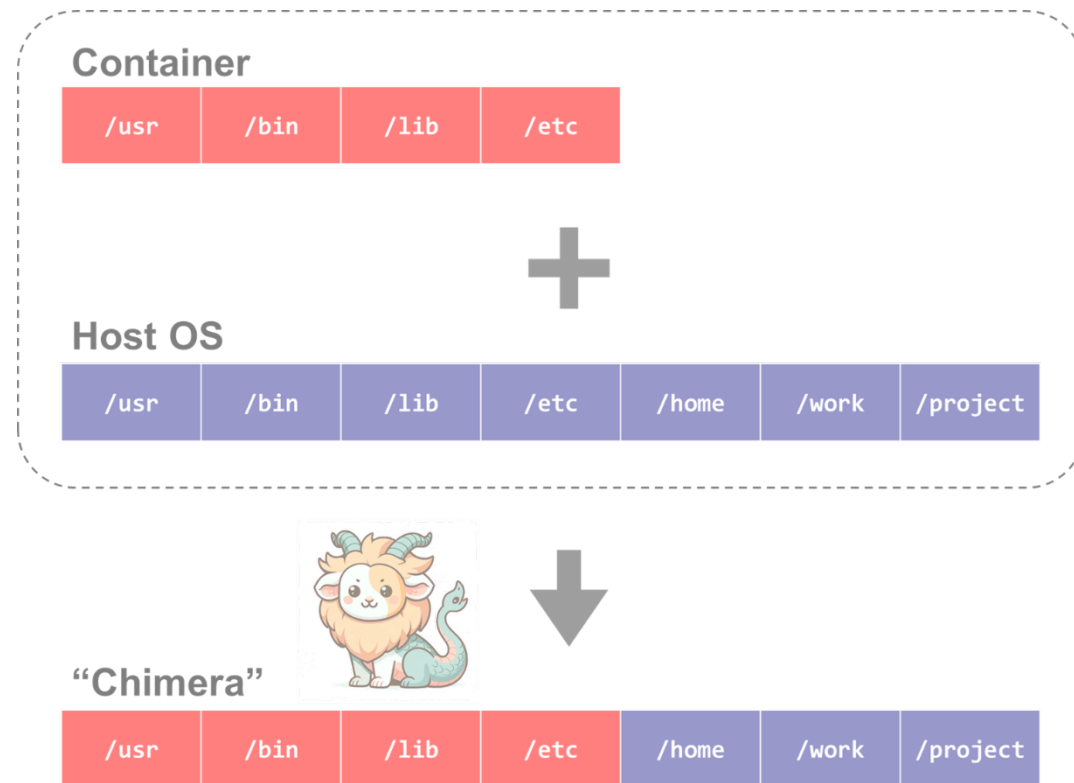 Container
/usr /bin /lib /etc
Host OS
/usr /bin /lib /etc /home /work /project
“Chimera”
/usr /bin /lib /etc /home /work /project